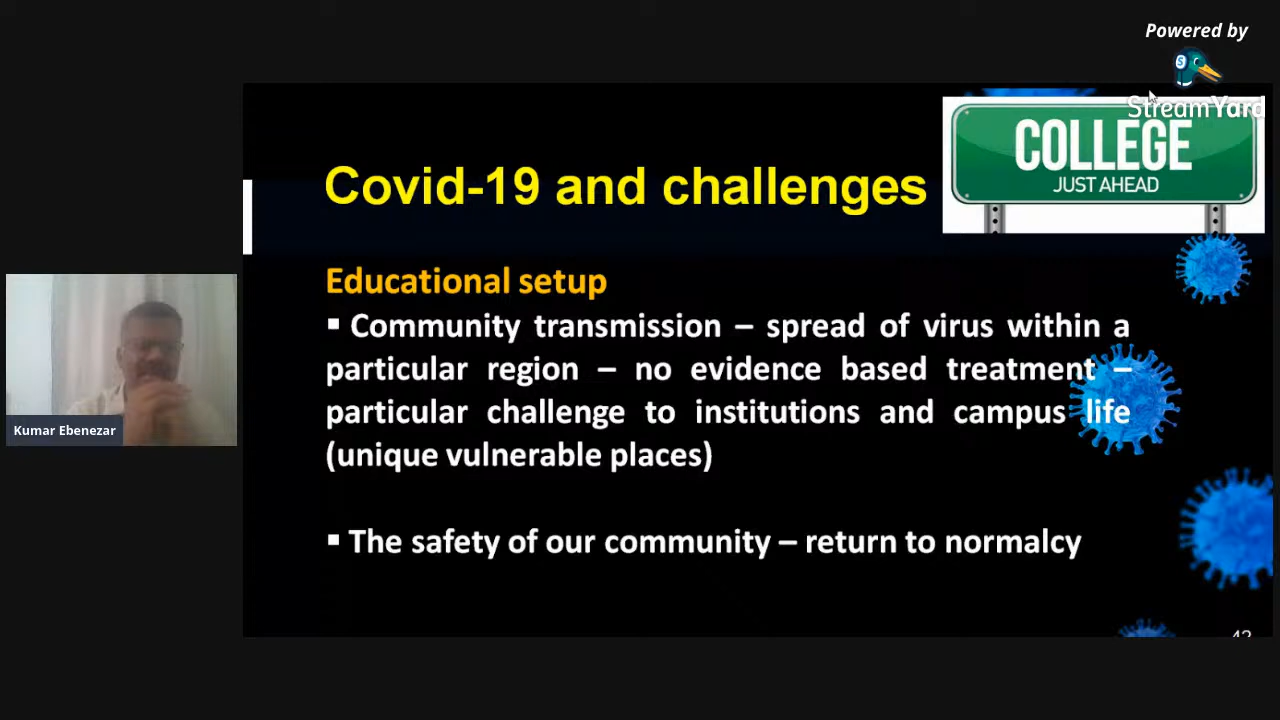 Powered by
StreamYard
COLLEGE
JUST AHEAD
Covid-19 and challenges
Educational setup
▪ Community transmission – spread of virus within a
particular region – no evidence based treatment –
particular challenge to institutions and campus life
(unique vulnerable places)
▪ The safety of our community – return to normalcy
Kumar Ebenezar